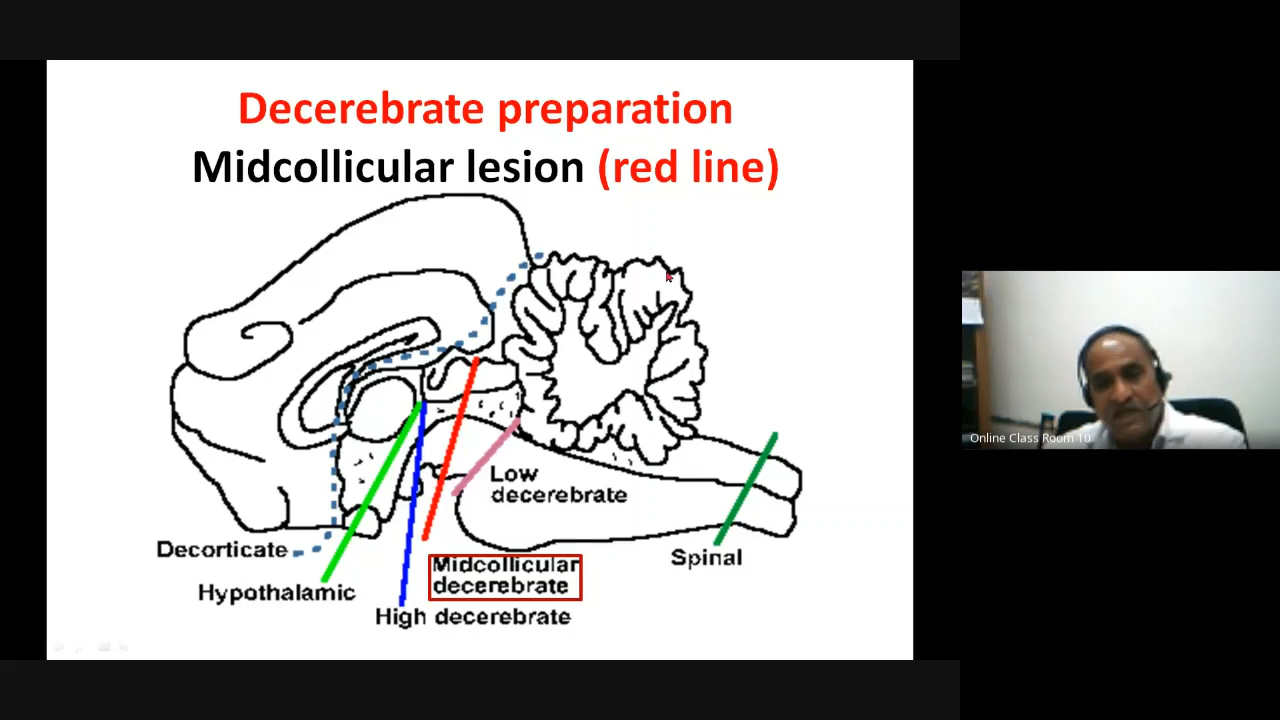 Decerebrate preparation
Midcollicular lesion (red line)
Low
decerebrate
Decorticate
Hypothalamic
Midcollicular
decerebrate
High decerebrate
Spinal
Online Class Room 10